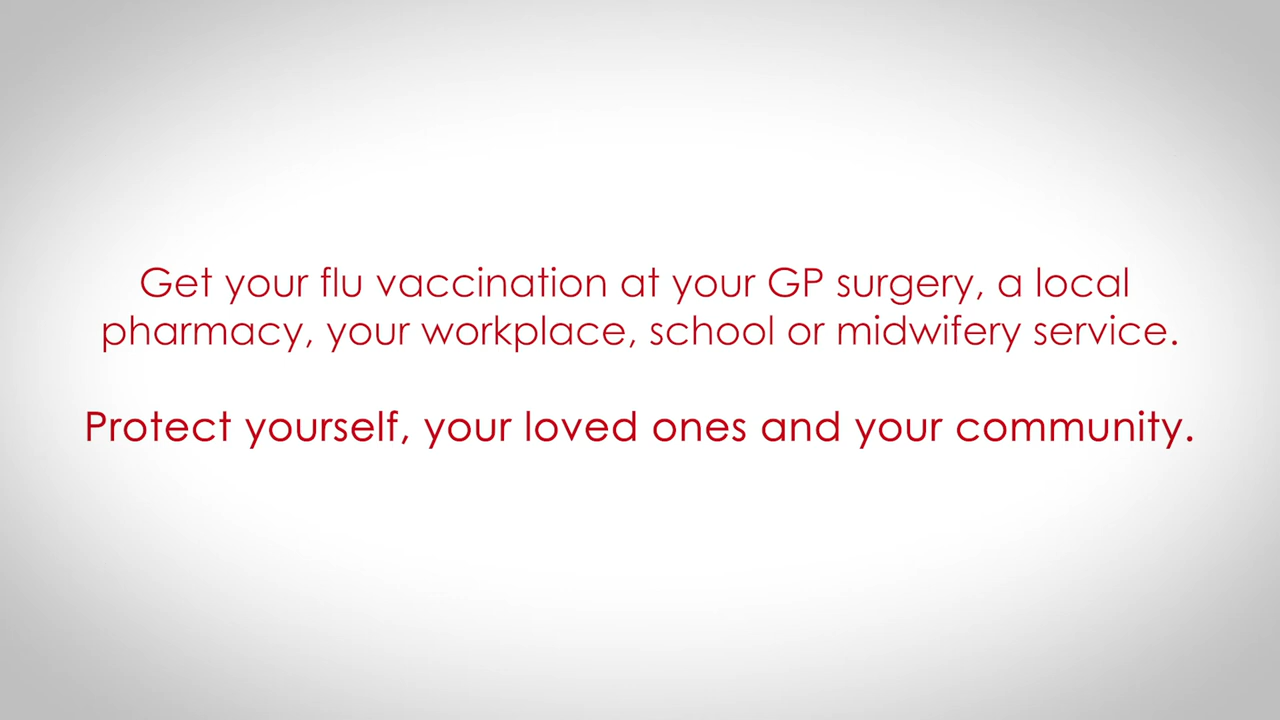 Get your flu vaccination at your GP surgery, a local
pharmacy, your workplace, school or midwifery service.
Protect yourself, your loved ones and your community.